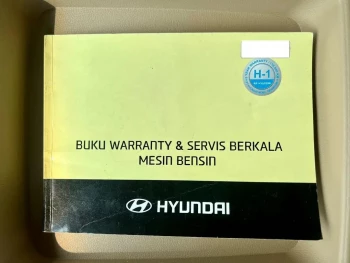 H-1
BUKU WARRANTY & SERVIS BERKALA
MESIN BENSIN
HYUNDAI